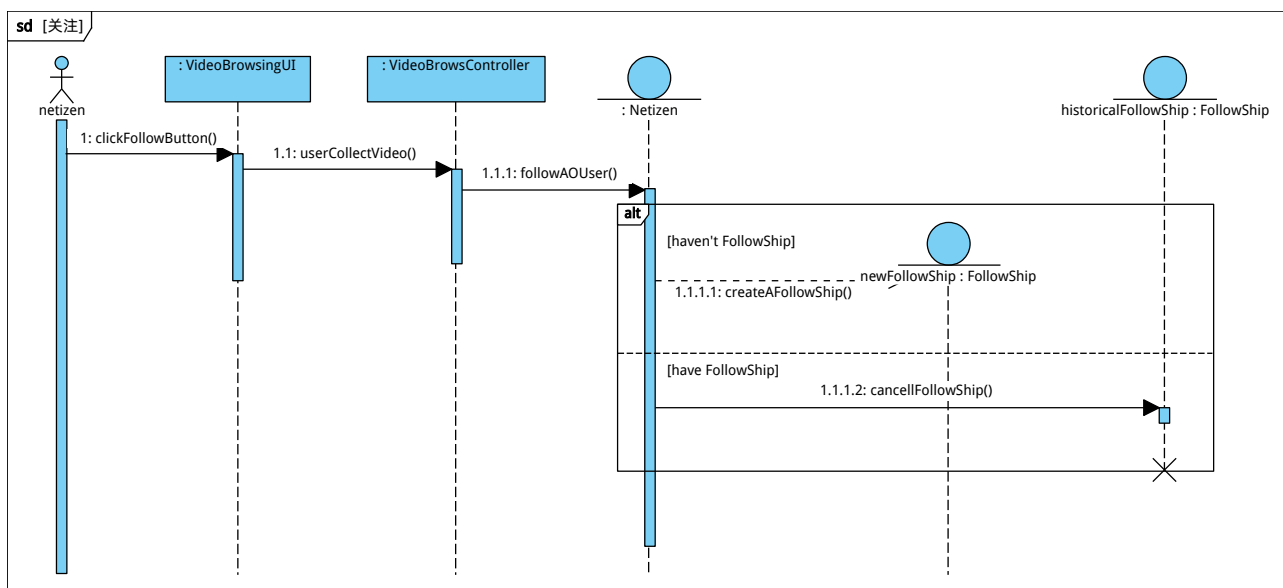 sd [关注]
: VideoBrowsingUI
: VideoBrowsController
netizen
: Netizen
historicalFollowShip : FollowShip
1: clickFollowButton()
1.1: userCollectVideo()
1.1.1: followAOUser()
alt
[haven't FollowShip]
newFollowShip : FollowShip
1.1.1.1: createAFollowShip()
[have FollowShip]
1.1.1.2: cancellFollowShip()